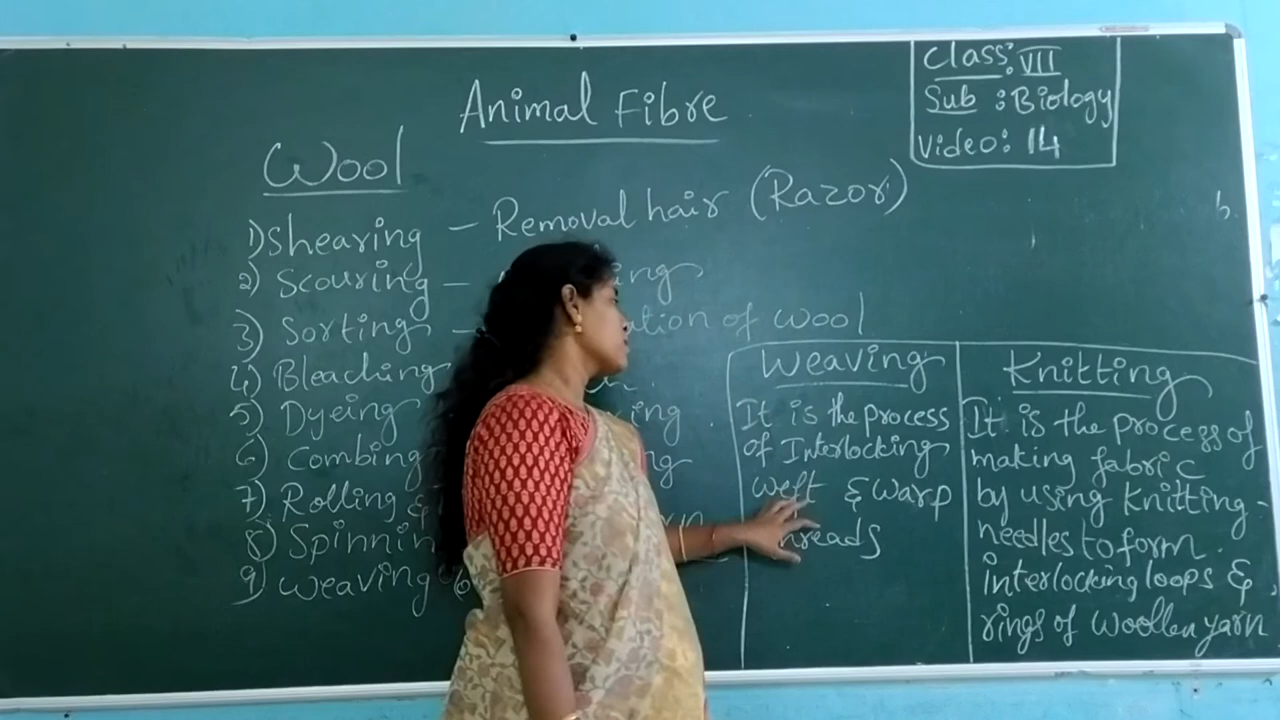 Animal Fibre
Class: VII
Sub : Biology
Video: 14
Wool
1) Shearing - Removal hair (Razor)
2) Scouring -
3) Sorting - of wool
4) Bleaching
5) Dyeing
6) Combing
7) Rolling &
8)
9) Weaving
Weaving
It is the process
of Interlocking
Weft & Warp
Knitting
It is the process of
making fabric
by using Knitting-
needles to form.
interlocking loops &
rings of Woollen yarn
b.